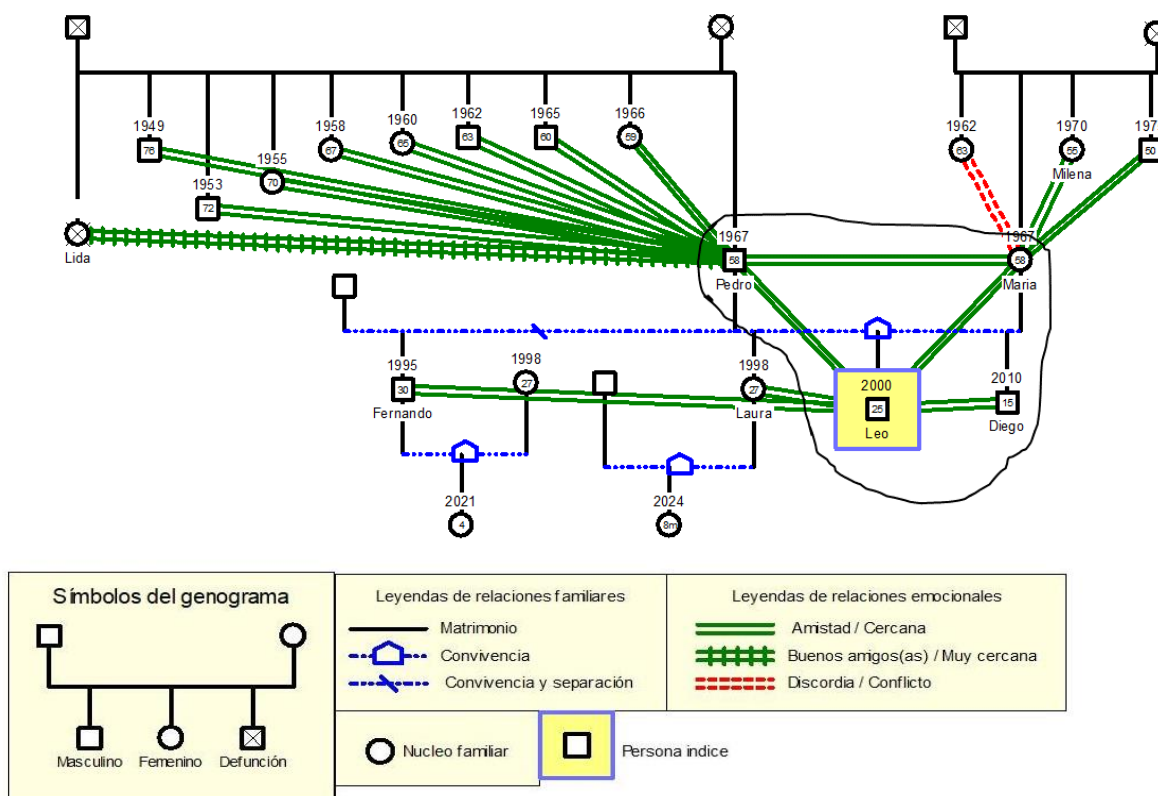 1949
1953
1955
1958
1960
1962
1965
1966
1962
1970
197
76
72
70
67
65
63
60
59
63
55
50
Milena
Lida
1967
58
Pedro
1967
58
Maria
1995
30
Fernando
1998
27
1998
27
Laura
2000
25
Leo
2010
15
Diego
2021
4
2024
8m
Símbolos del genograma
Masculino
Femenino
Defunción
Leyendas de relaciones familiares
Matrimonio
Convivencia
Convivencia y separación
Leyendas de relaciones emocionales
Amistad / Cercana
Buenos amigos(as) / Muy cercana
Discordia / Conflicto
Nucleo familiar
Persona indice